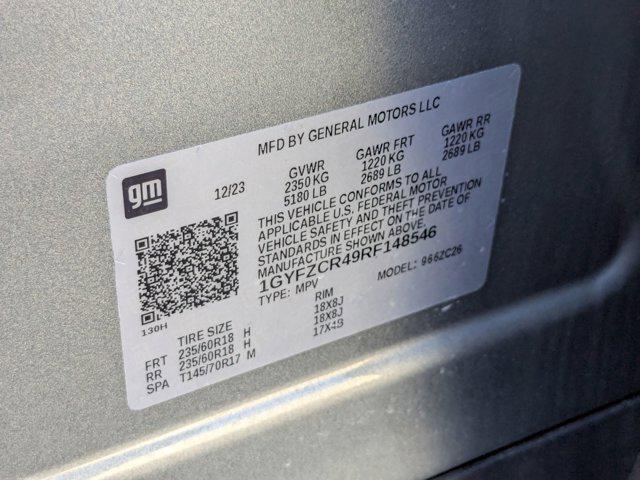 MFD BY GENERAL MOTORS LLC
gm
12/23
GVWR GAWR FRT GAWR RR
2350 KG 1220 KG 1220 KG
5180 LB 2689 LB 2689 LB
THIS VEHICLE CONFORMS TO ALL
APPLICABLE U.S. FEDERAL MOTOR
VEHICLE SAFETY AND THEFT PREVENTION
STANDARDS IN EFFECT ON THE DATE OF
MANUFACTURE SHOWN ABOVE.
1GYFZCR49RF148546
TYPE: MPV MODEL: 966ZC26
130H
TIRE SIZE RIM
FRT 235/60R18 H 18X8J
RR 235/60R18 H 18X8J
SPA T145/70R17 M 17X4B